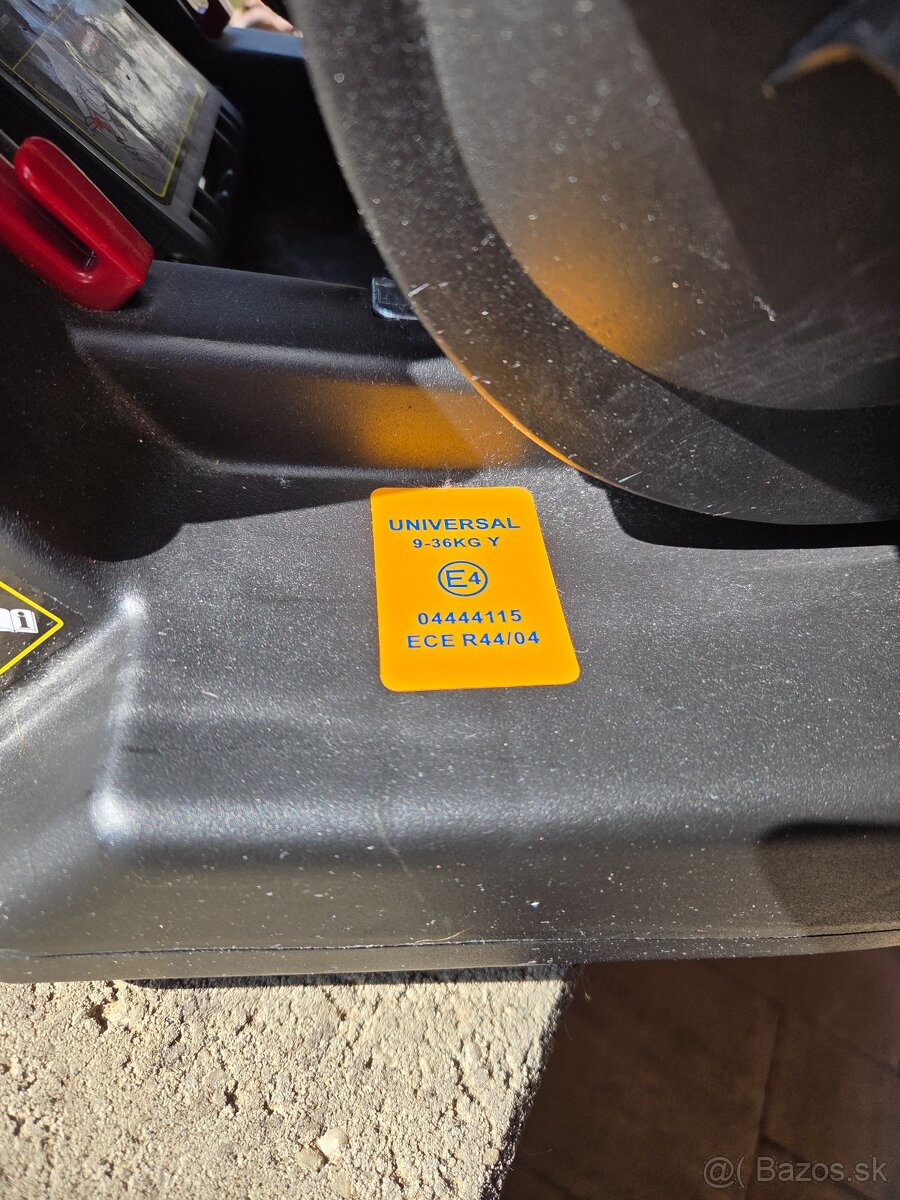 UNIVERSAL
9-36KG Y
E4
04444115
ECE R44/04
i
@( Bazos.sk